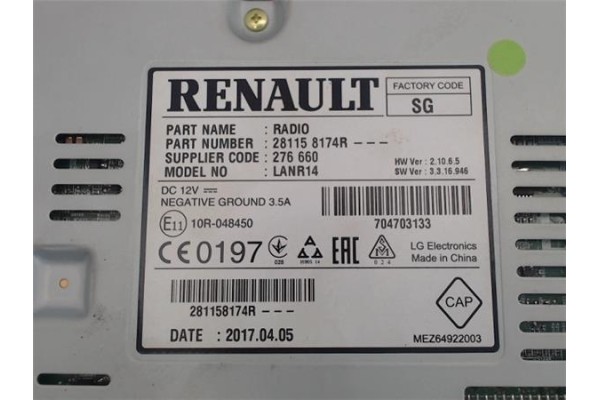 RENAULT
FACTORY CODE
SG
PART NAME : RADIO
PART NUMBER : 28115 8174R ---
SUPPLIER CODE : 276 660
MODEL NO : LANR14
HW Ver : 2.10.6.5
SW Ver : 3.3.16.946
DC 12V
NEGATIVE GROUND 3.5A
E11 10R-048450
704703133
CE0197
EAC
LG Electronics
Made in China
281158174R ---
CAP
DATE : 2017.04.05
MEZ64922003